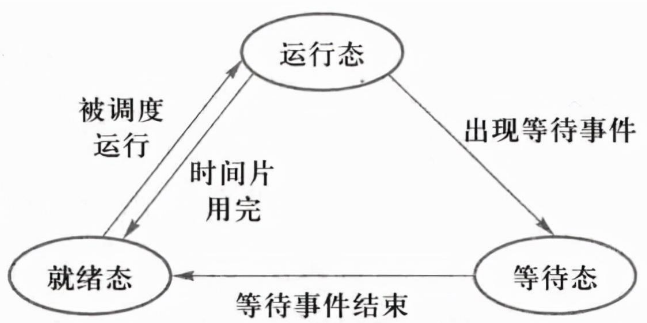 运行态
被调度
运行
出现等待事件
时间片
用完
就绪态
等待态
等待事件结束